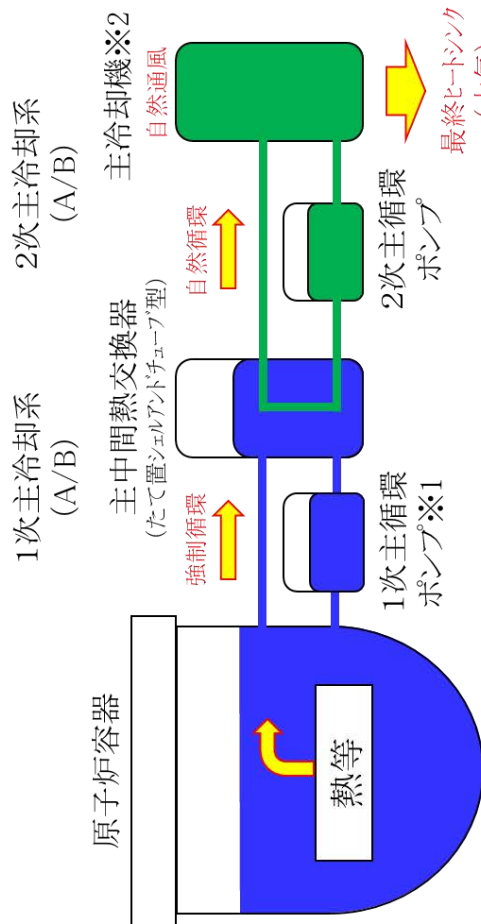 原子炉容器
熱等
1次主冷却系
(A/B)
強制循環
1次主循環
ポンプ※1
主中間熱交換器
(たて置シェルアンドチューブ型)
2次主冷却系
(A/B)
自然循環
2次主循環
ポンプ
主冷却機※2
自然通風
最終ヒートシンク